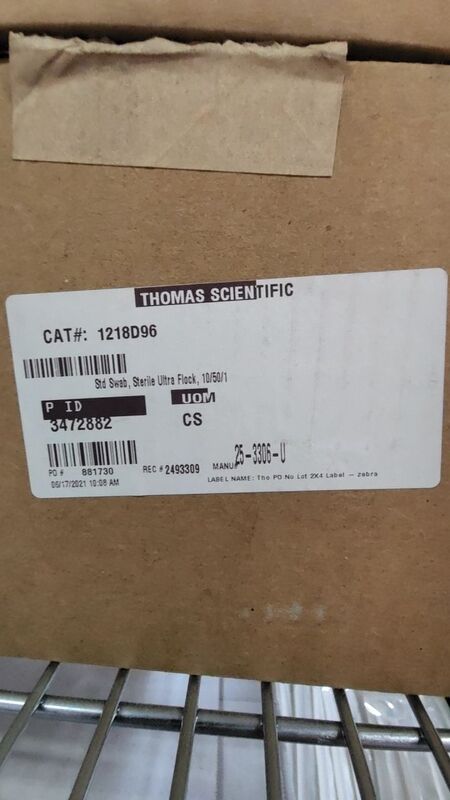 THOMAS SCIENTIFIC
CAT#: 1218D96
Std Swab, Sterile Ultra Flock, 10/50/1
P ID UOM
3472882 CS
PO # 881730 REC # 2493309 MANU# 25-3306-U
06/17/2021 10:08 AM LABEL NAME: The PO No Lot 2X4 Label - zebra